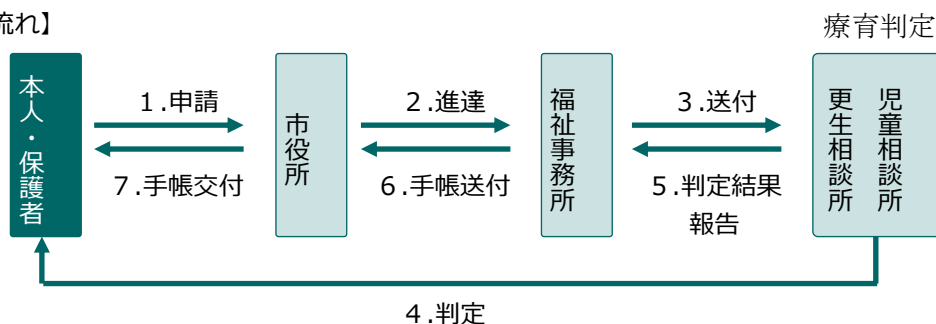 流れ】
療育判定
本人・保護者
1.申請
7.手帳交付
市役所
2.進達
6.手帳送付
福祉事務所
3.送付
5.判定結果
報告
児童相談所
更生相談所
4.判定